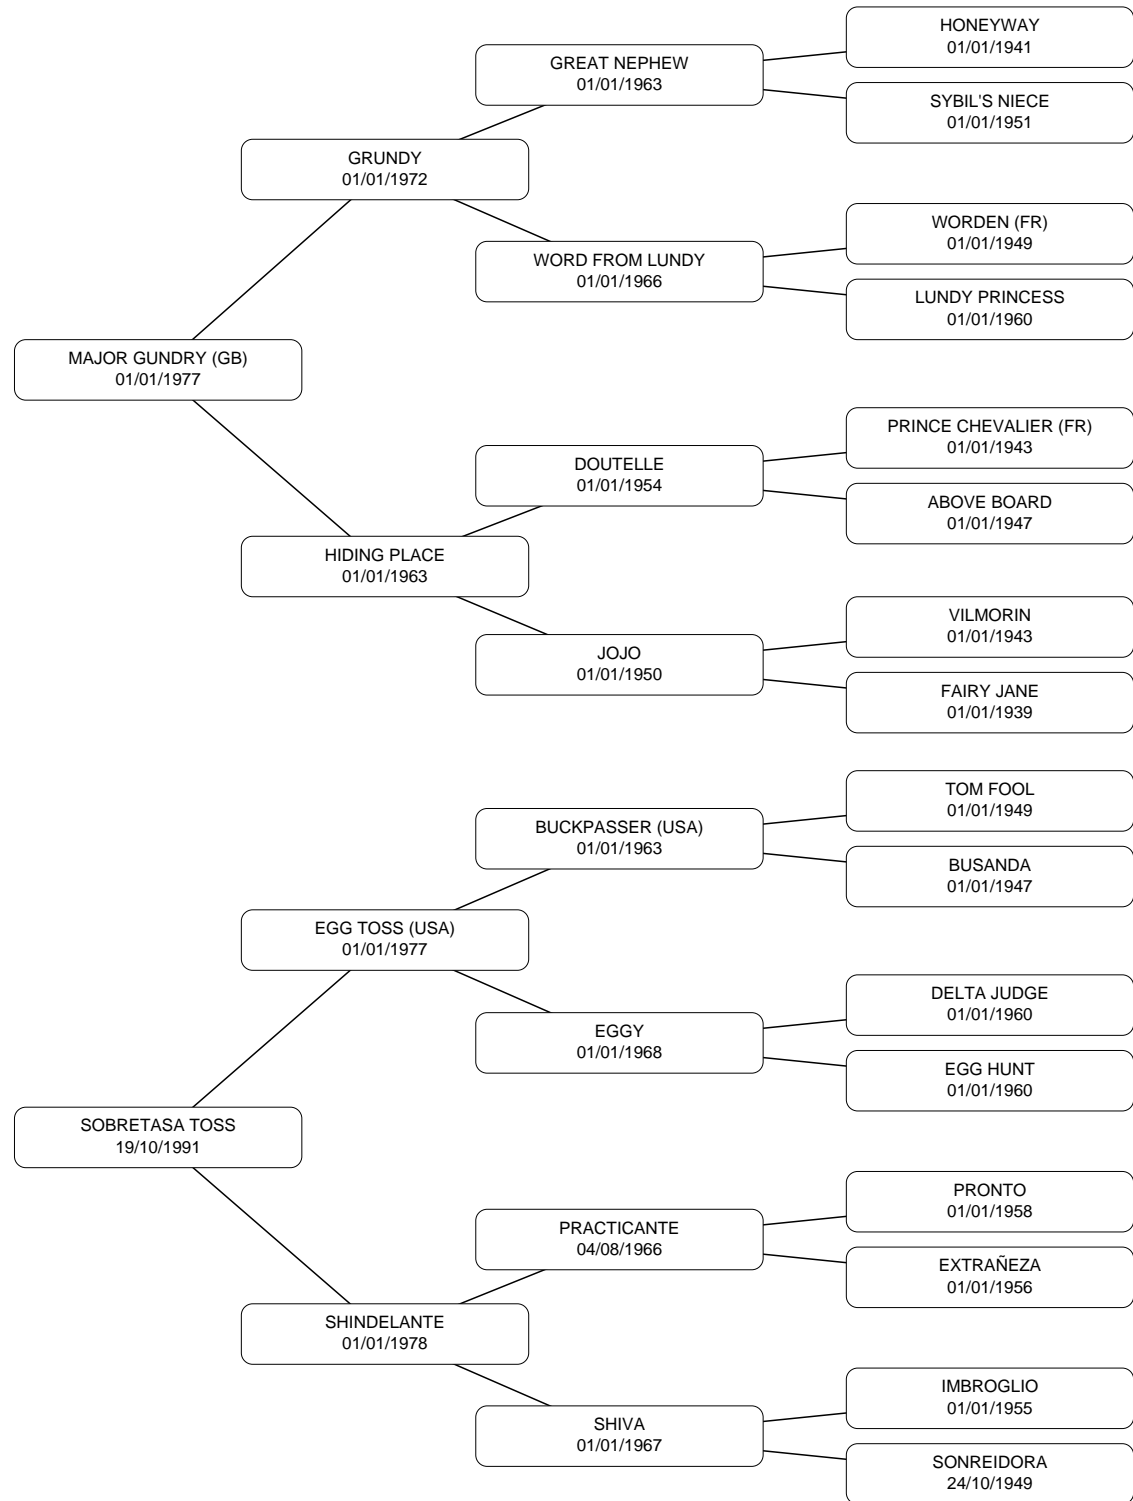 HONEYWAY
01/01/1941
GREAT NEPHEW
01/01/1963
SYBIL'S NIECE
01/01/1951
GRUNDY
01/01/1972
WORDEN (FR)
01/01/1949
WORD FROM LUNDY
01/01/1966
LUNDY PRINCESS
01/01/1960
MAJOR GUNDRY (GB)
01/01/1977
PRINCE CHEVALIER (FR)
01/01/1943
DOUTELLE
01/01/1954
ABOVE BOARD
01/01/1947
HIDING PLACE
01/01/1963
VILMORIN
01/01/1943
JOJO
01/01/1950
FAIRY JANE
01/01/1939
TOM FOOL
01/01/1949
BUCKPASSER (USA)
01/01/1963
BUSANDA
01/01/1947
EGG TOSS (USA)
01/01/1977
DELTA JUDGE
01/01/1960
EGGY
01/01/1968
EGG HUNT
01/01/1960
SOBRETASA TOSS
19/10/1991
PRONTO
01/01/1958
PRACTICANTE
04/08/1966
EXTRAÑEZA
01/01/1956
SHINDELANTE
01/01/1978
IMBROGLIO
01/01/1955
SHIVA
01/01/1967
SONREIDORA
24/10/1949